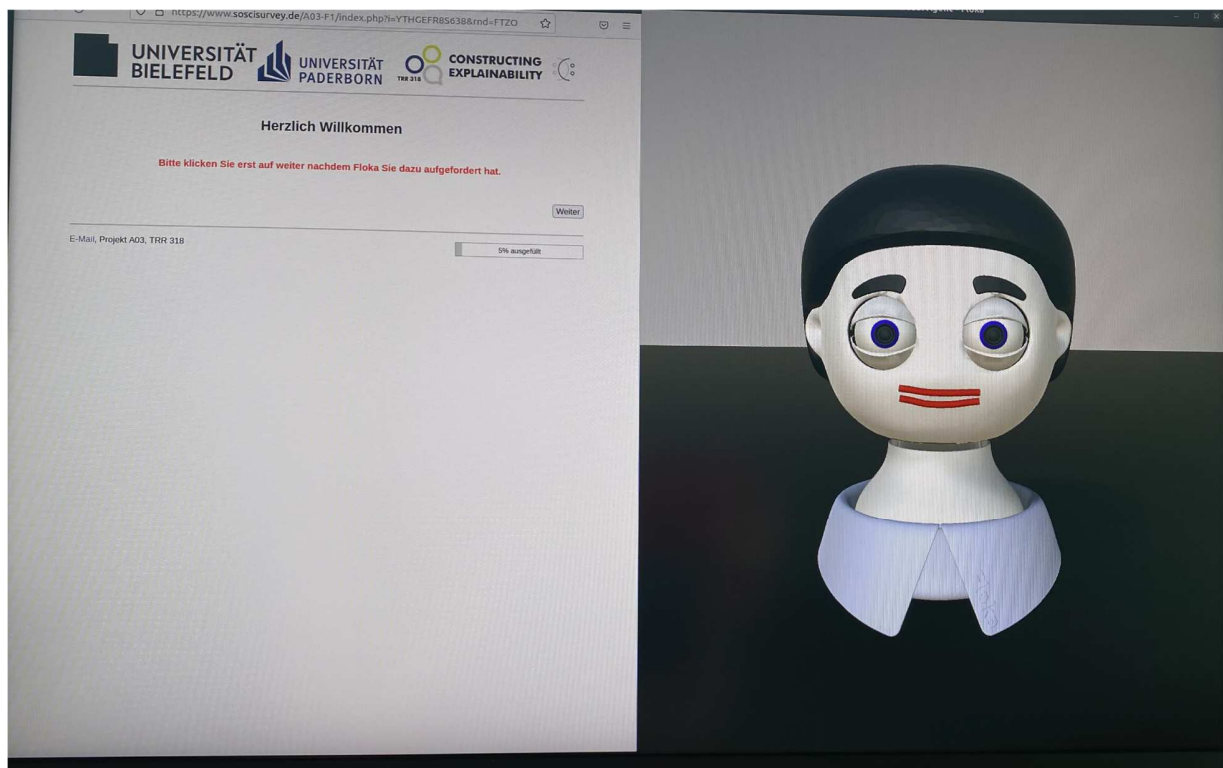 https://www.soscisurvey.de/A03-F1/index.php?i=YTHGEFR8S638&rnd=FTZO
UNIVERSITÄT
BIELEFELD
UNIVERSITÄT
PADERBORN
TRR 318
CONSTRUCTING
EXPLAINABILITY
Herzlich Willkommen
Bitte klicken Sie erst auf weiter nachdem Floka Sie dazu aufgefordert hat.
Weiter
E-Mail, Projekt A03, TRR 318
5% ausgefüllt
floka